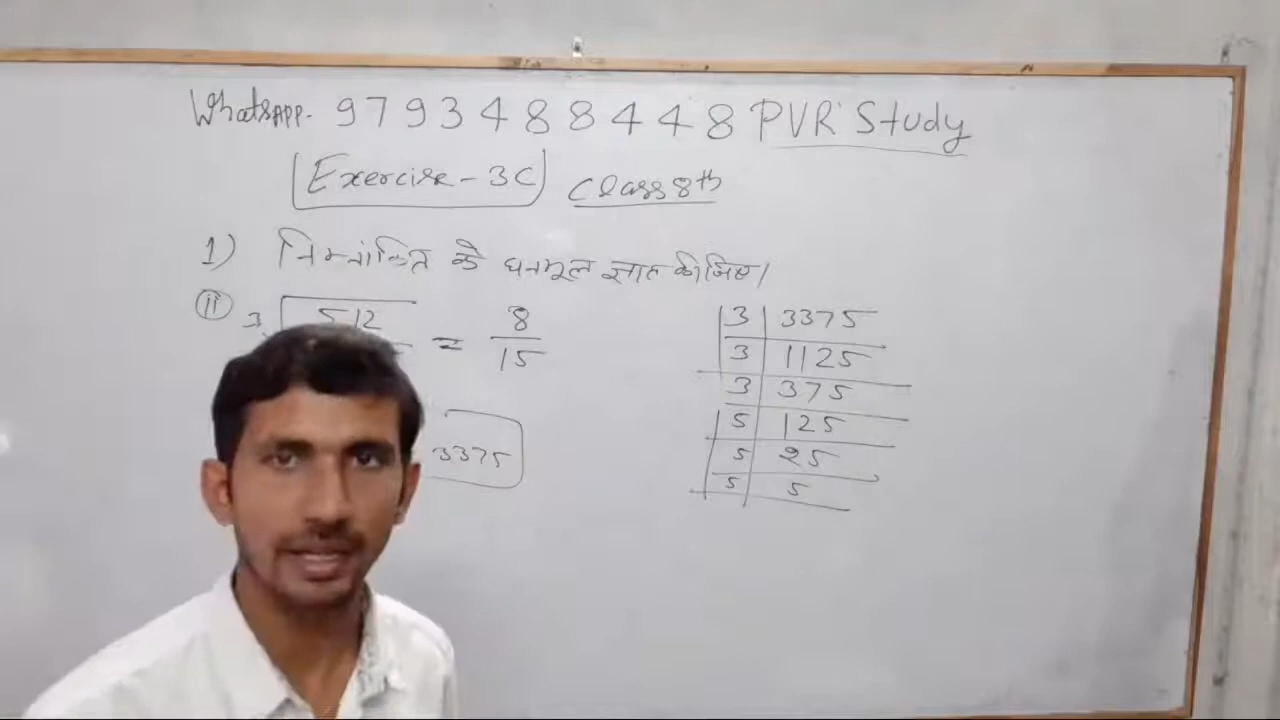 WhatsAPP. 9793488448 PVR Study
Exercise - 3C Class 8th
1) निम्नांकित के घनमूल ज्ञात कीजिए।
(ii) 3√512 = 8/15
3375
3 | 3375
3 | 1125
3 | 375
5 | 125
5 | 25
5 | 5